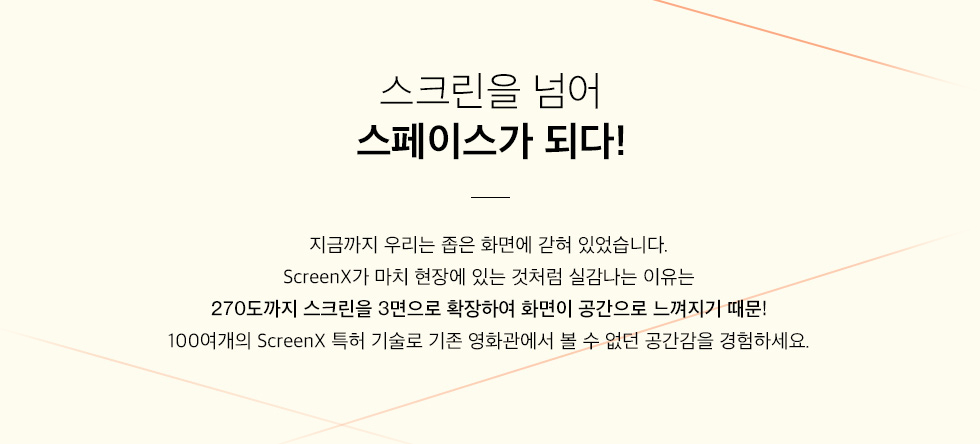 스크린을 넘어
스페이스가 되다!
지금까지 우리는 좁은 화면에 갇혀 있었습니다.
ScreenX가 마치 현장에 있는 것처럼 실감나는 이유는
270도까지 스크린을 3면으로 확장하여 화면이 공간으로 느껴지기 때문!
100여개의 ScreenX 특허 기술로 기존 영화관에서 볼 수 없던 공간감을 경험하세요.